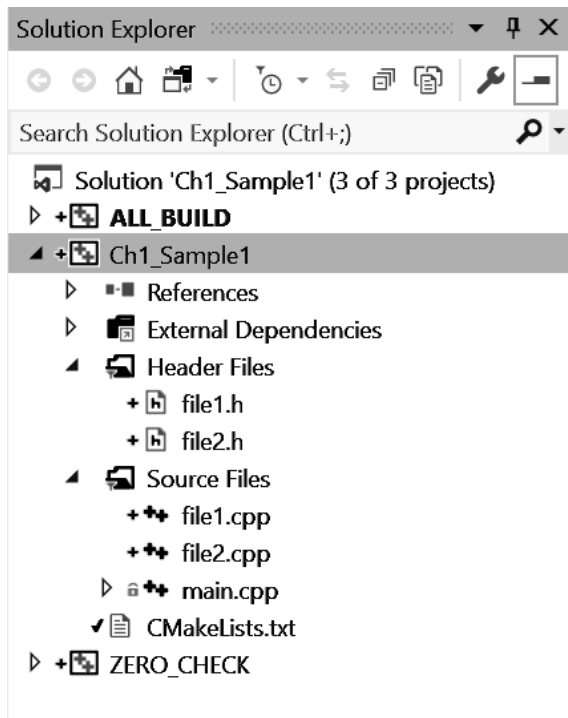 Solution Explorer
Search Solution Explorer (Ctrl+;)
Solution 'Ch1_Sample1' (3 of 3 projects)
ALL_BUILD
Ch1_Sample1
References
External Dependencies
Header Files
file1.h
file2.h
Source Files
file1.cpp
file2.cpp
main.cpp
CMakeLists.txt
ZERO_CHECK